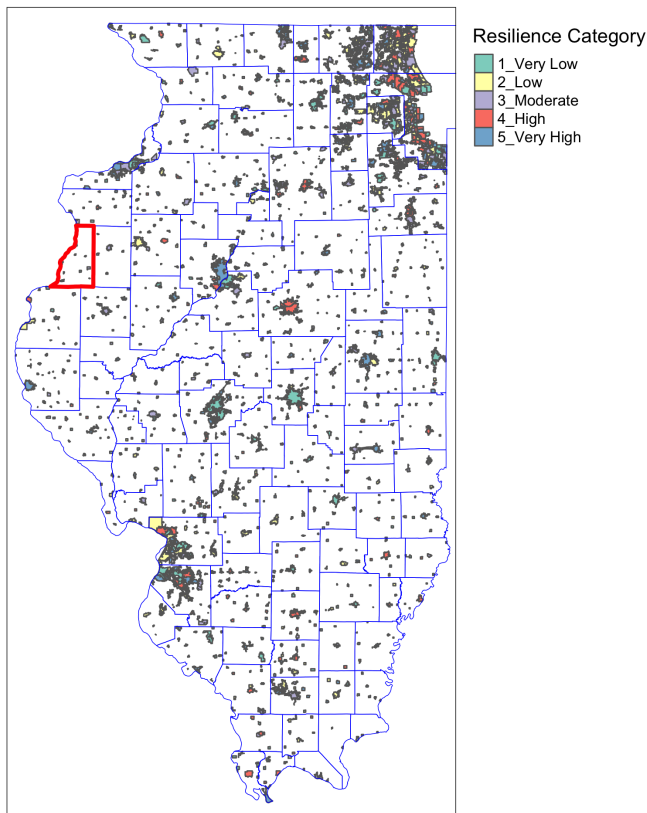 Resilience Category
1_Very Low
2_Low
3_Moderate
4_High
5_Very High